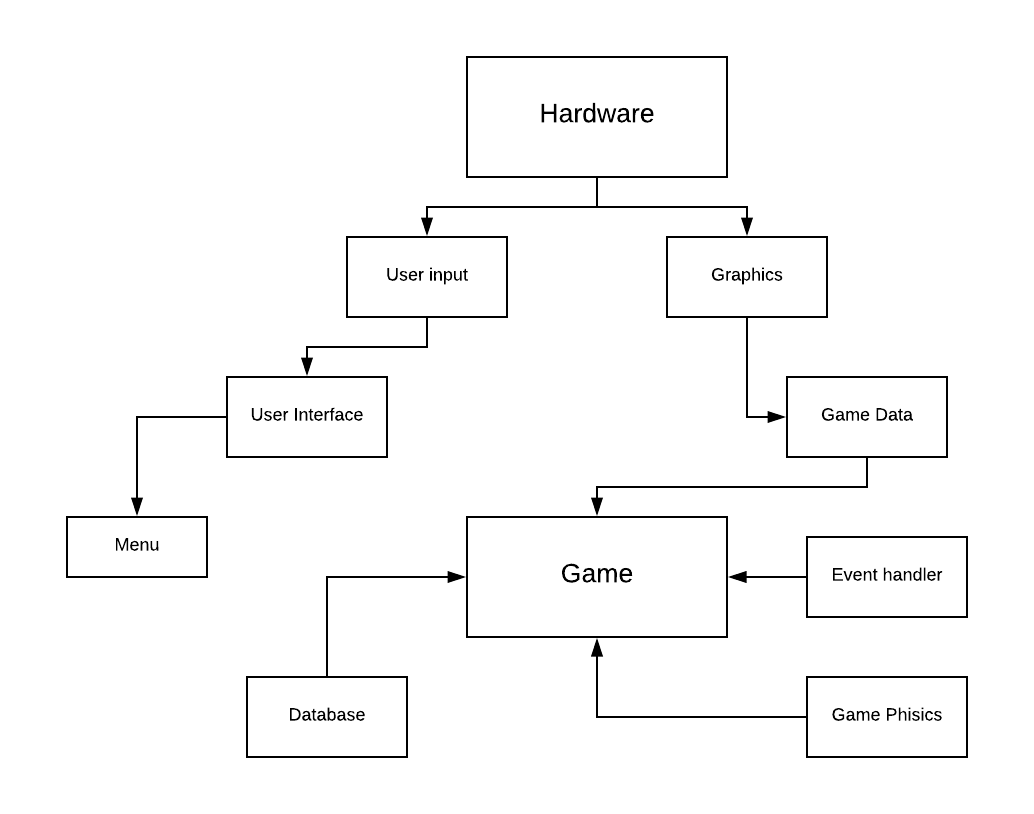 Hardware
User input
Graphics
User Interface
Game Data
Menu
Game
Event handler
Database
Game Phisics